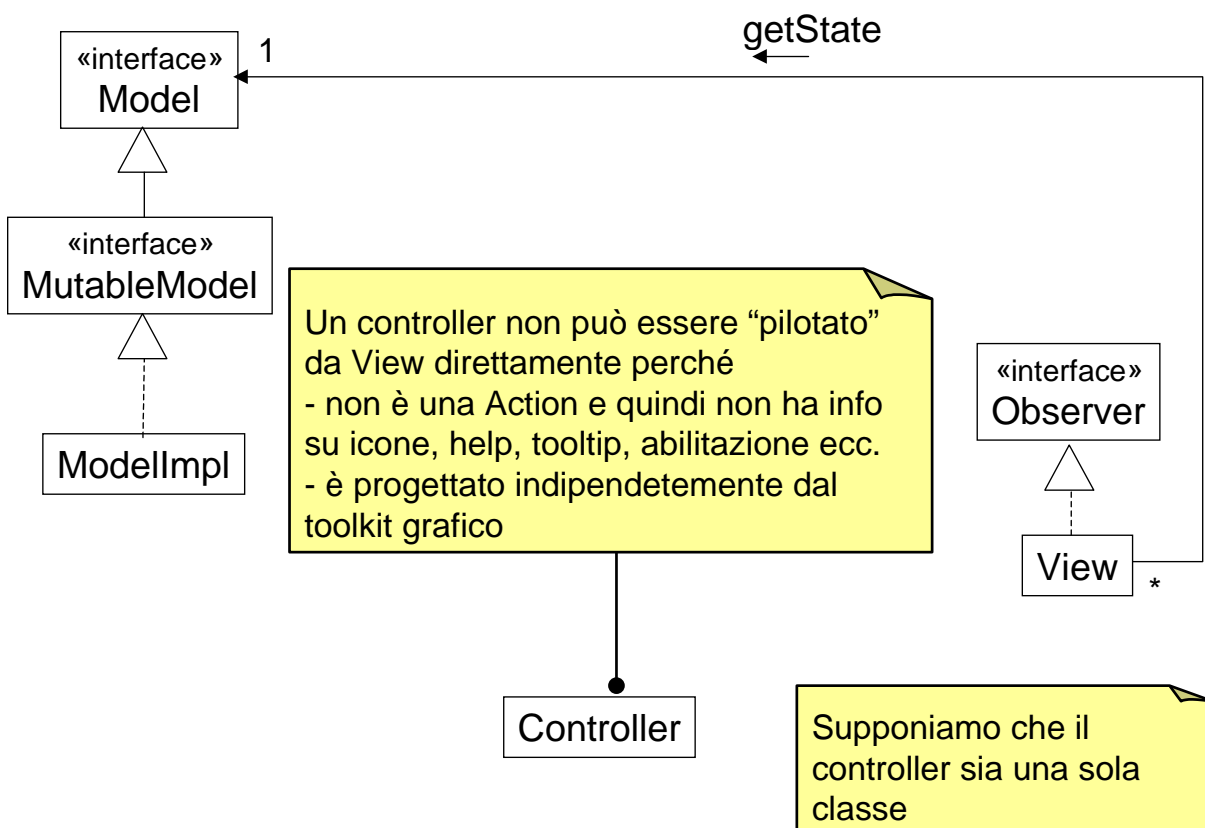 getState
«interface»
Model
1
«interface»
MutableModel
ModelImpl
Un controller non può essere “pilotato”
da View direttamente perché
- non è una Action e quindi non ha info
su icone, help, tooltip, abilitazione ecc.
- è progettato indipendetemente dal
toolkit grafico
«interface»
Observer
View
*
Controller
Supponiamo che il
controller sia una sola
classe